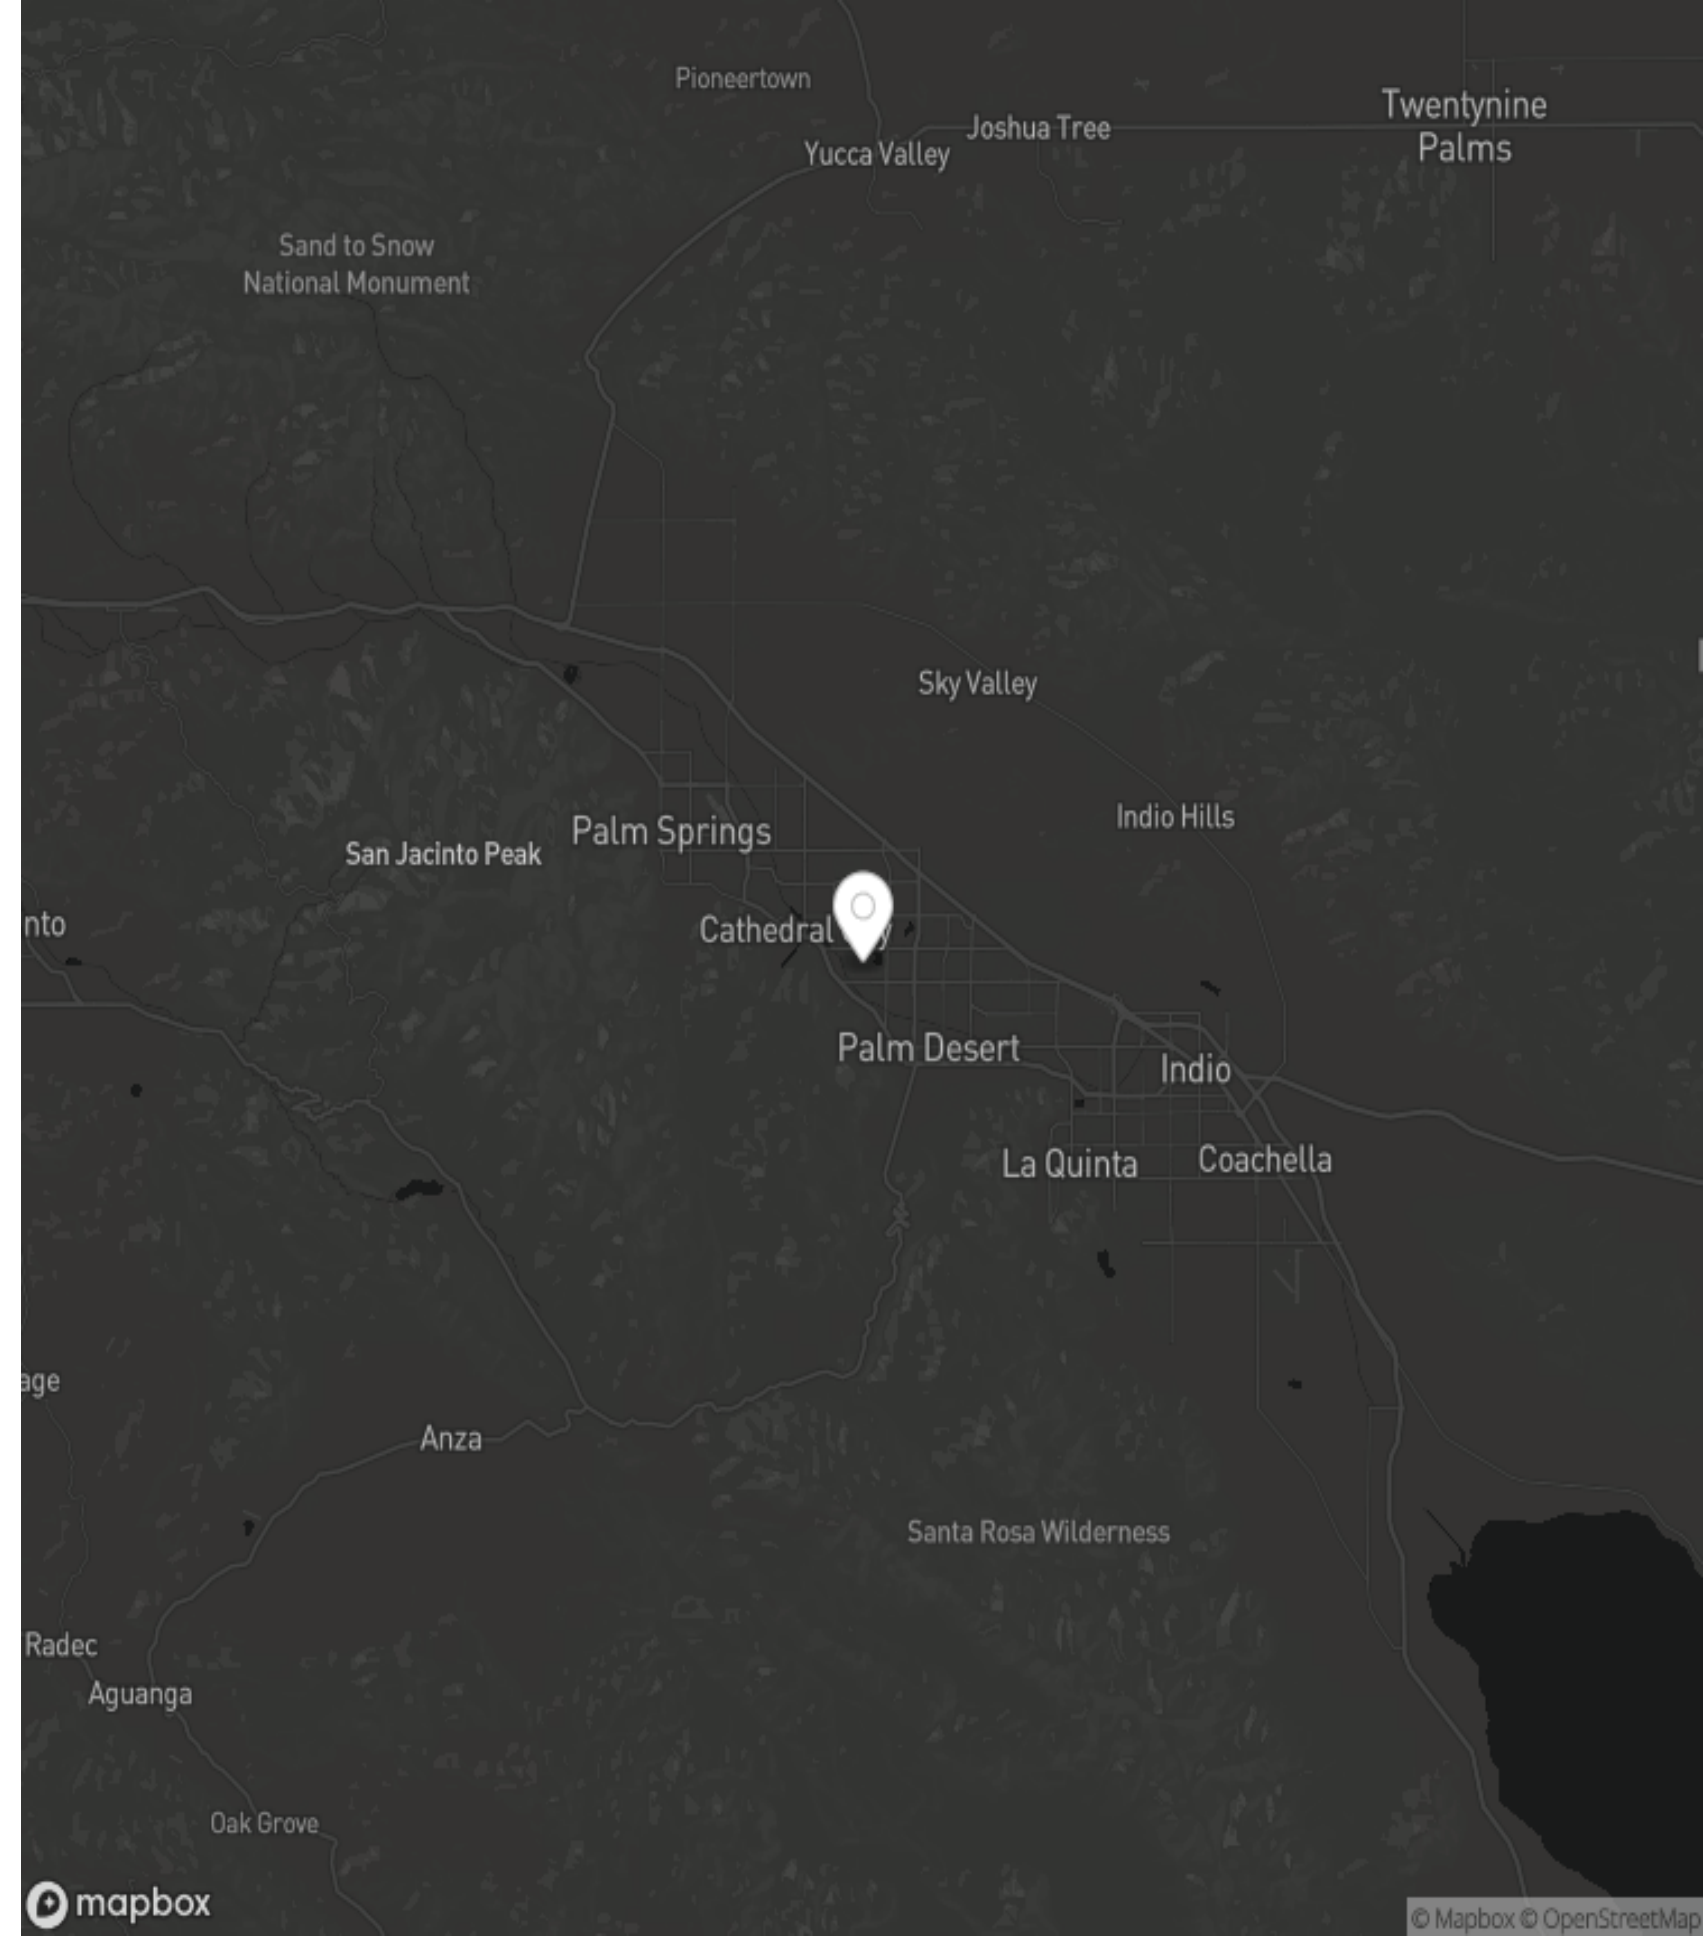 Pioneertown
Twentynine
Palms
Joshua Tree
Yucca Valley
Sand to Snow
National Monument
Sky Valley
Indio Hills
Palm Springs
San Jacinto Peak
nto
Cathedral
Palm Desert
Indio
La Quinta
Coachella
age
Anza
Santa Rosa Wilderness
Radec
Aguanga
Oak Grove
mapbox
© Mapbox © OpenStreetMap